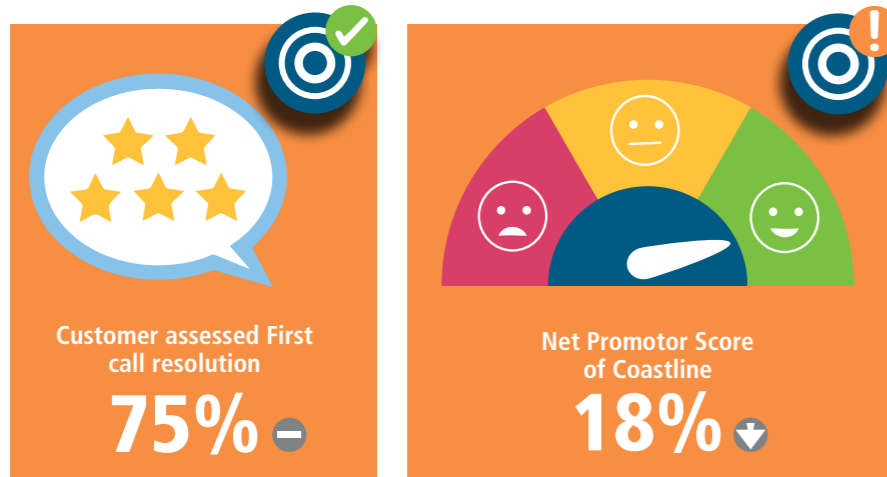 Customer assessed First
call resolution
75%
Net Promotor Score
of Coastline
18%